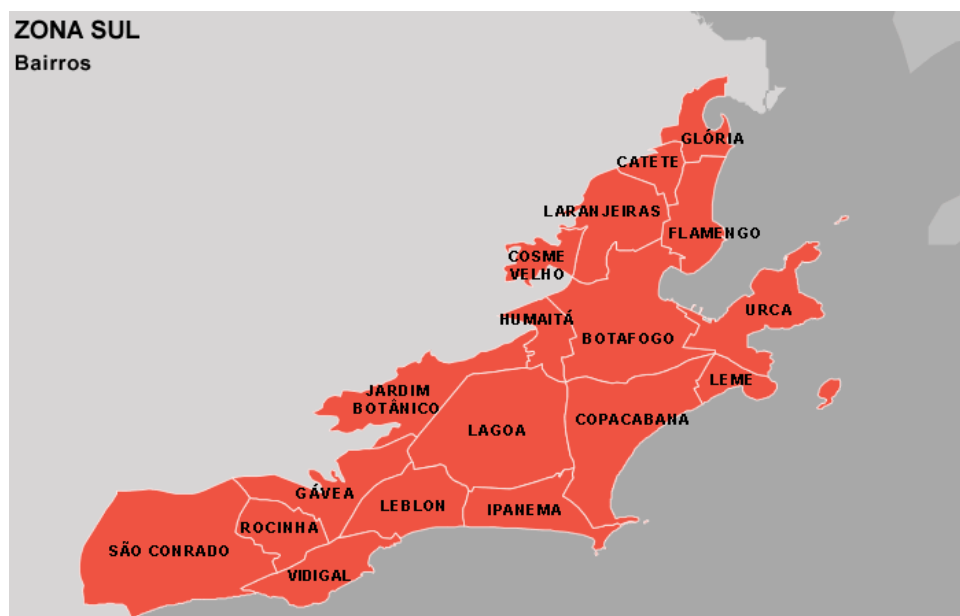 ZONA SUL
Bairros
GLÓRIA
CATETE
LARANJEIRAS
FLAMENGO
COSME
VELHO
URCA
HUMAITÁ
BOTAFOGO
LEME
JARDIM
BOTÂNICO
COPACABANA
LAGOA
GÁVEA
LEBLON
IPANEMA
ROCINHA
SÃO CONRADO
VIDIGAL